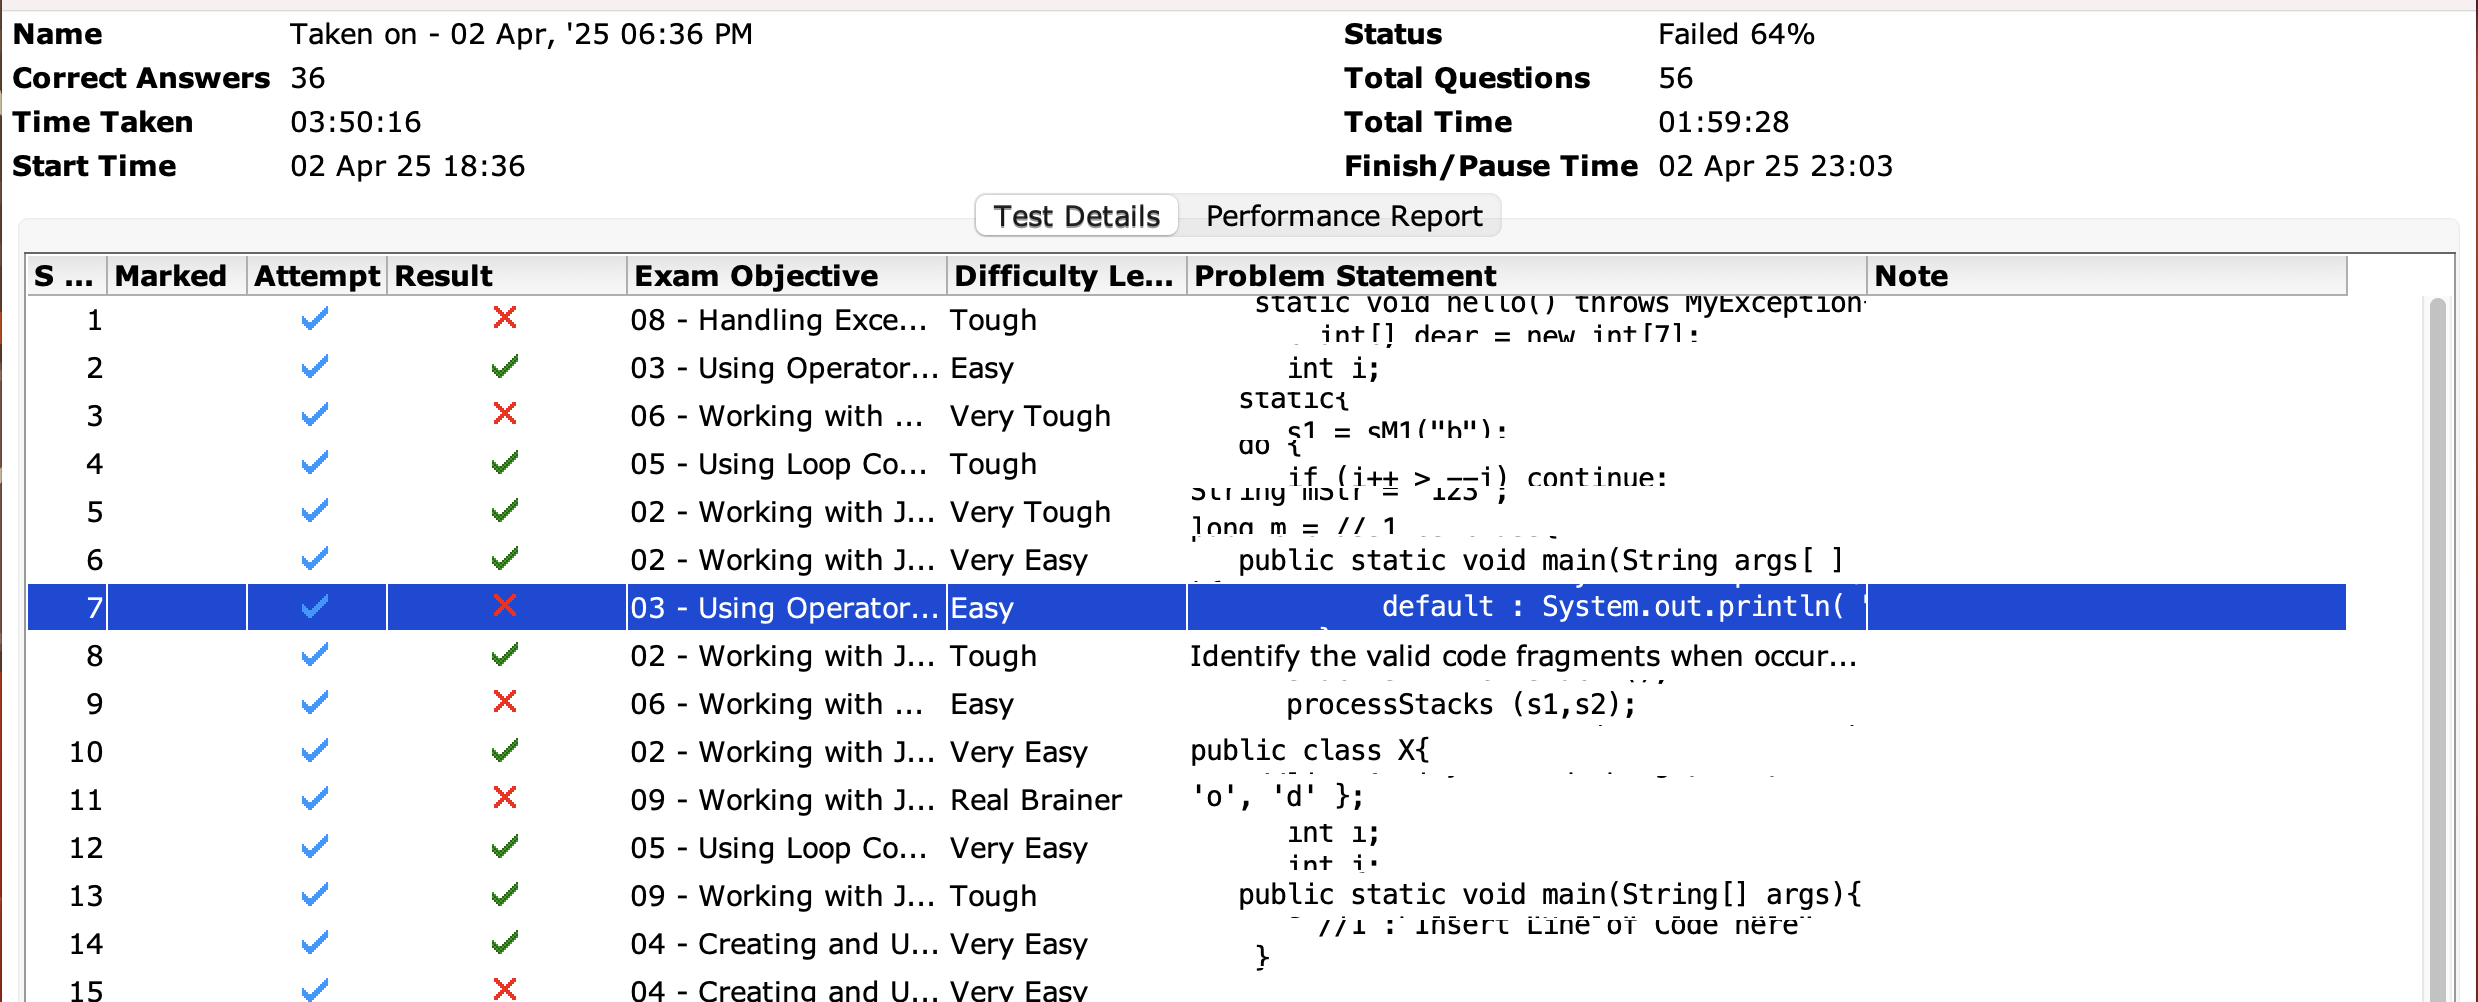 Name Taken on - 02 Apr, '25 06:36 PM Status Failed 64%
Correct Answers 36 Total Questions 56
Time Taken 03:50:16 Total Time 01:59:28
Start Time 02 Apr 25 18:36 Finish/Pause Time 02 Apr 25 23:03
Test Details Performance Report
S ... Marked Attempt Result Exam Objective Difficulty Le... Problem Statement Note
static void hello() throws MyException
1 08 - Handling Exce... Tough
int[] dear = new int[7];
2 03 - Using Operator... Easy int i;
static{
3 06 - Working with ... Very Tough
s1 = sM1("b");
do {
4 05 - Using Loop Co... Tough
if (i++ > --i) continue;
String mStr = "123";
5 02 - Working with J... Very Tough
long m = // 1
6 02 - Working with J... Very Easy public static void main(String args[ ]
7 03 - Using Operator... Easy default : System.out.println(
8 02 - Working with J... Tough Identify the valid code fragments when occur...
9 06 - Working with ... Easy processStacks (s1,s2);
10 02 - Working with J... Very Easy public class X{
11 09 - Working with J... Real Brainer 'o', 'd' };
int i;
12 05 - Using Loop Co... Very Easy
13 09 - Working with J... Tough public static void main(String[] args){
//1 : Insert Line of Code here
14 04 - Creating and U... Very Easy
}
15 04 - Creating and U... Very Easy